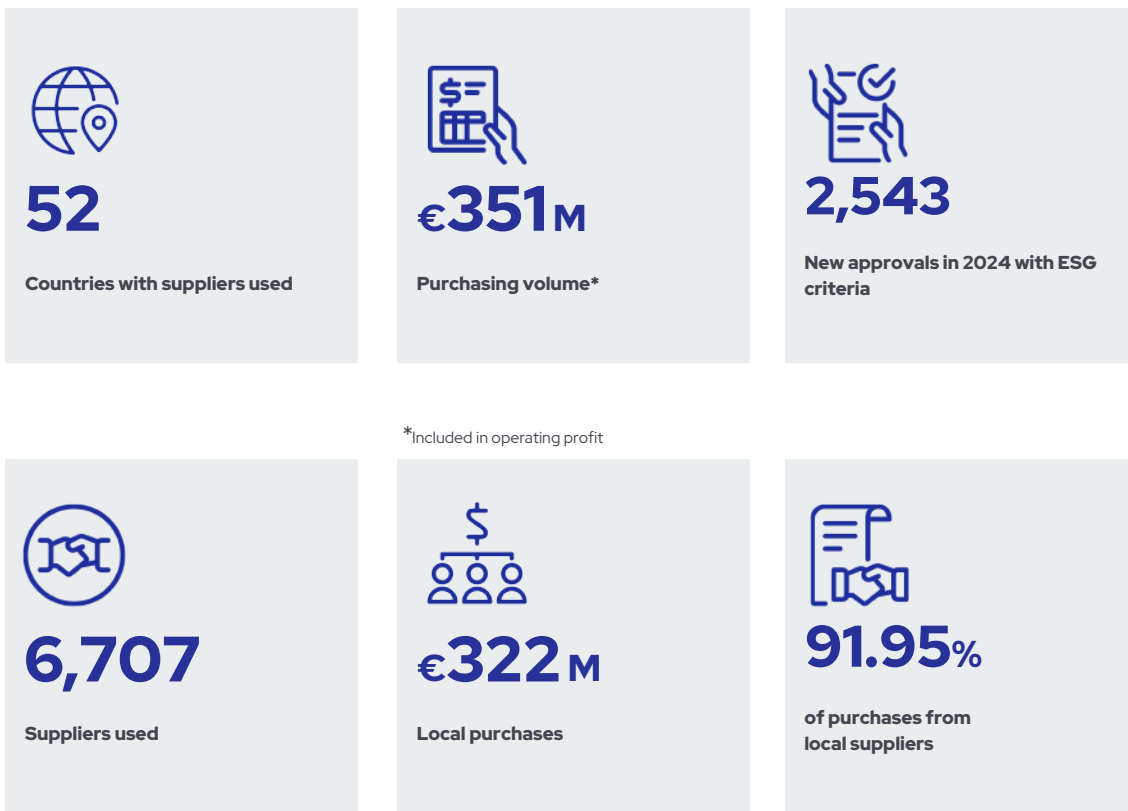 52
Countries with suppliers used
€351M
Purchasing volume*
2,543
New approvals in 2024 with ESG
criteria
*Included in operating profit
6,707
Suppliers used
€322M
Local purchases
91.95%
of purchases from
local suppliers